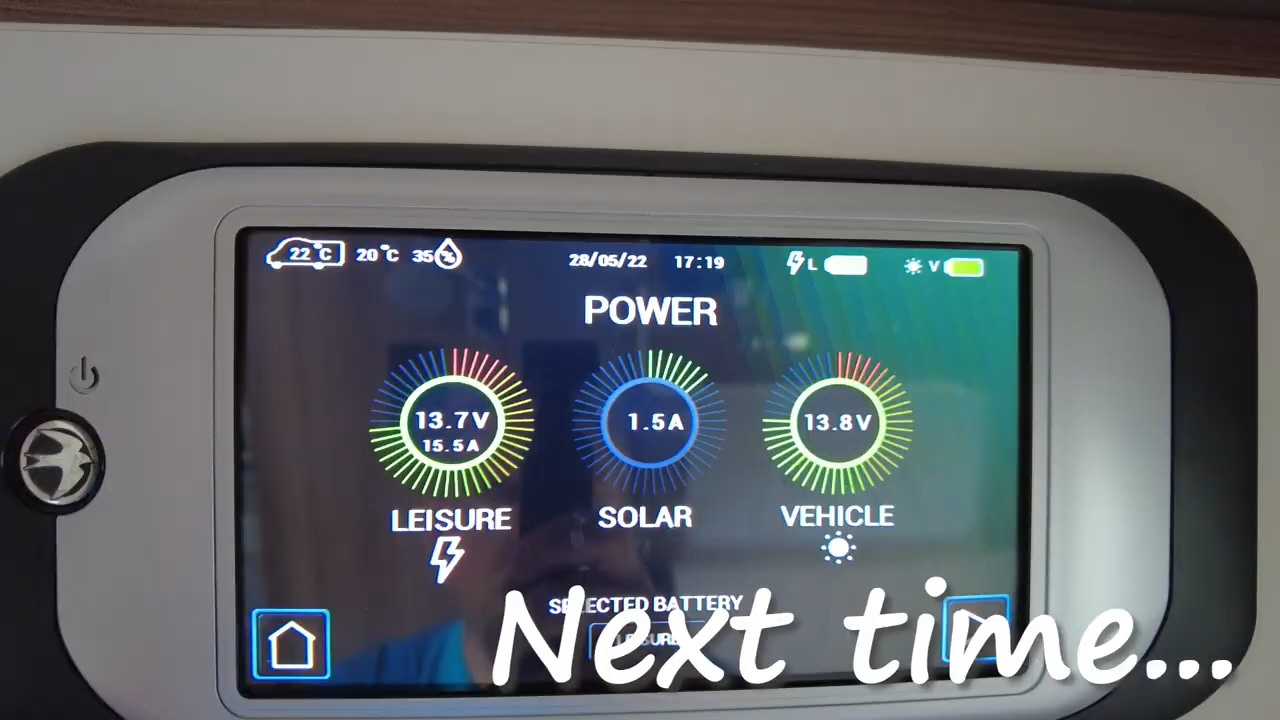 22°C 20°C 35% 28/05/22 17:19 L V
POWER
13.7V 1.5A 13.8V
15.5A
LEISURE SOLAR VEHICLE
SELECTED BATTERY
LEISURE
Next time...